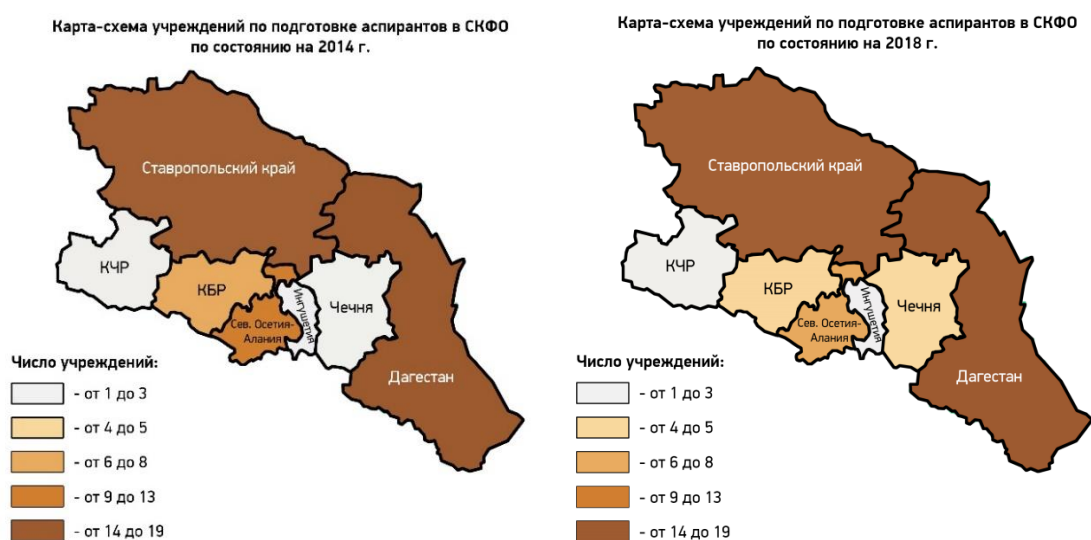 Карта-схема учреждений по подготовке аспирантов в СКФО
по состоянию на 2014 г.
Ставропольский край
КЧР
КБР
Сев. Осетия-
Алания
Ингушетия
Чечня
Дагестан
Число учреждений:
- от 1 до 3
- от 4 до 5
- от 6 до 8
- от 9 до 13
- от 14 до 19
Карта-схема учреждений по подготовке аспирантов в СКФО
по состоянию на 2018 г.
Ставропольский край
КЧР
КБР
Сев. Осетия-
Алания
Ингушетия
Чечня
Дагестан
Число учреждений:
- от 1 до 3
- от 4 до 5
- от 6 до 8
- от 9 до 13
- от 14 до 19